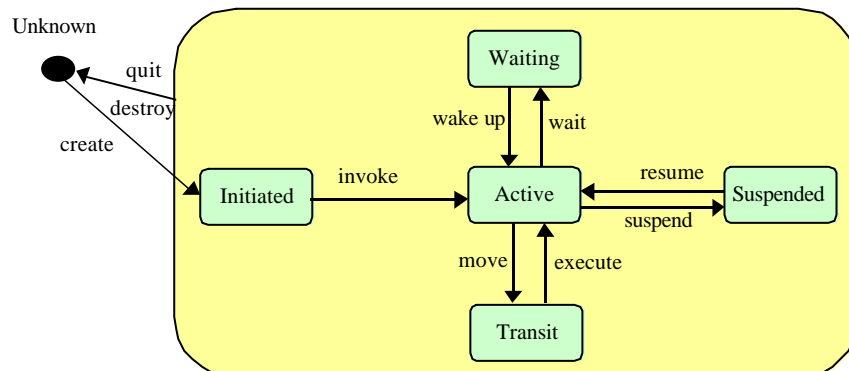 Unknown
quit
destroy
create
Waiting
wake up
wait
Initiated
invoke
Active
resume
suspend
Suspended
move
execute
Transit